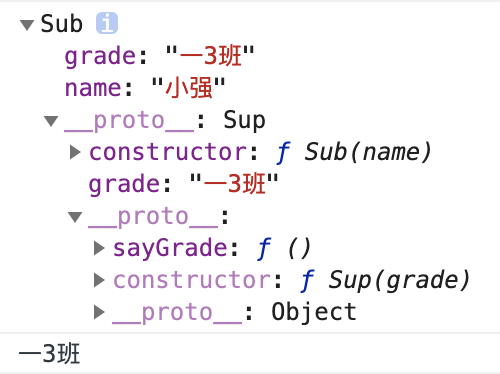 Sub i
grade: "一3班"
name: "小强"
__proto__: Sup
constructor: ƒ Sub(name)
grade: "一3班"
__proto__:
sayGrade: ƒ ()
constructor: ƒ Sup(grade)
__proto__: Object
一3班